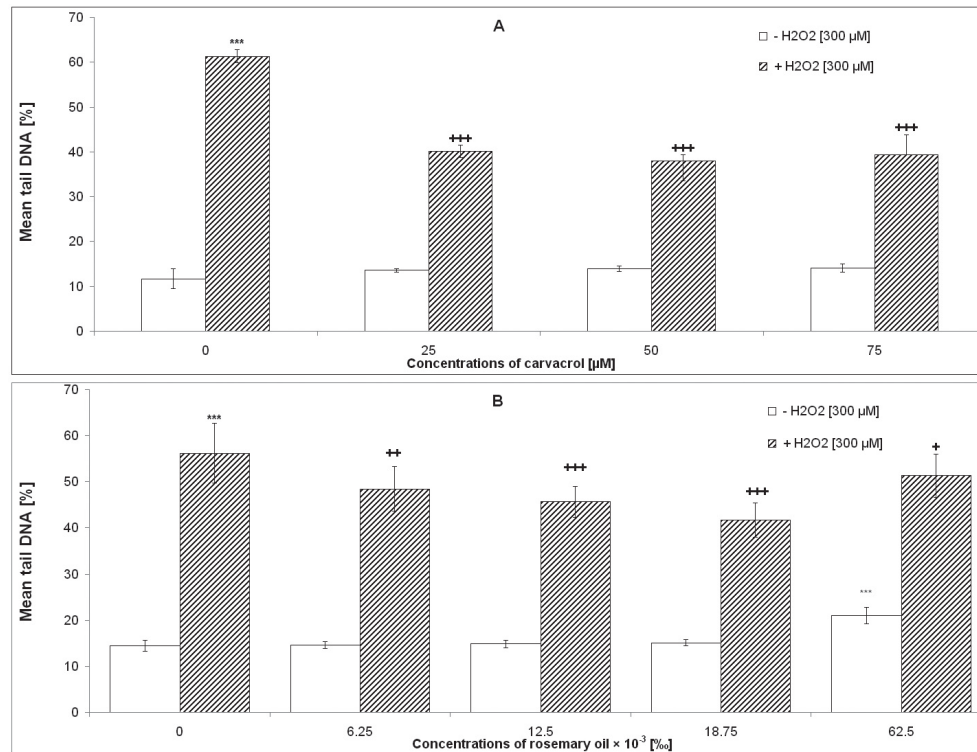 A
- H2O2 [300 µM]
+ H2O2 [300 µM]
Mean tail DNA [%]
70
60
50
40
30
20
10
0
***
+++
+++
+++
0 25 50 75
Concentrations of carvacrol [µM]
B
- H2O2 [300 µM]
+ H2O2 [300 µM]
Mean tail DNA [%]
70
60
50
40
30
20
10
0
***
++
+++
+++
***
+
0 6.25 12.5 18.75 62.5
Concentrations of rosemary oil × 10⁻³ [‰]